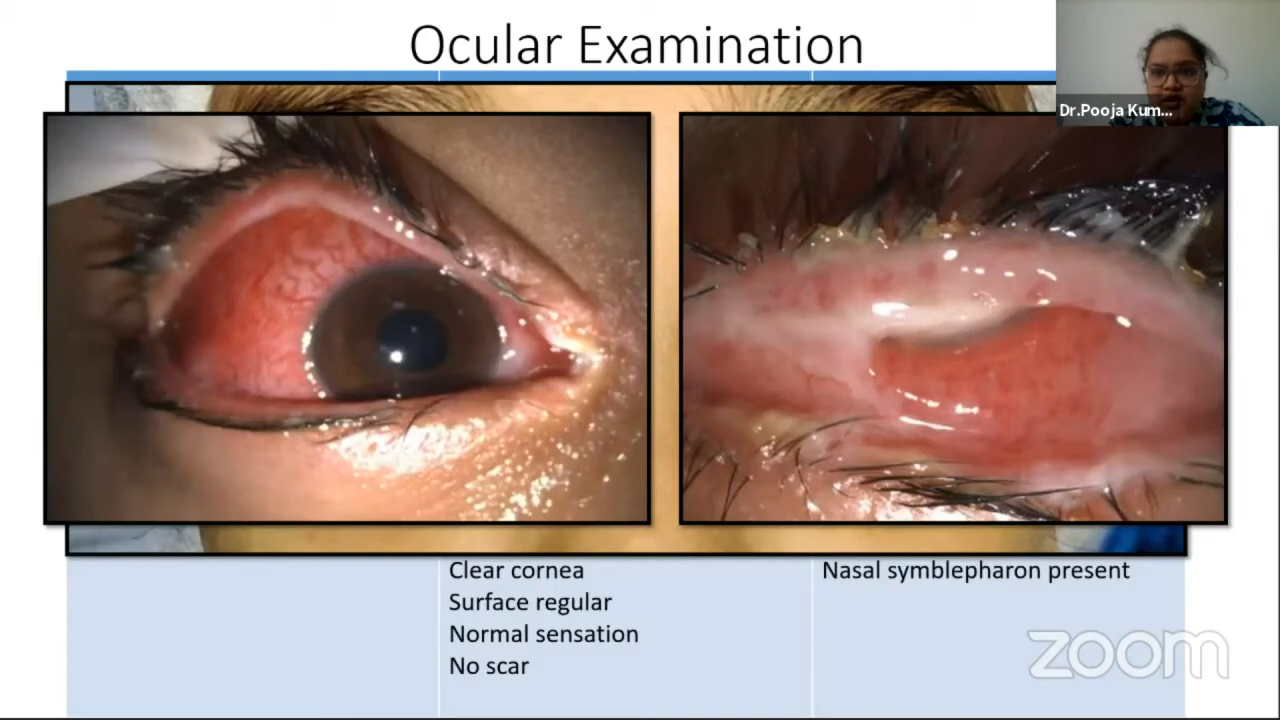 Ocular Examination
Dr.Pooja Kum...
Clear cornea
Surface regular
Normal sensation
No scar
Nasal symblepharon present
zoom